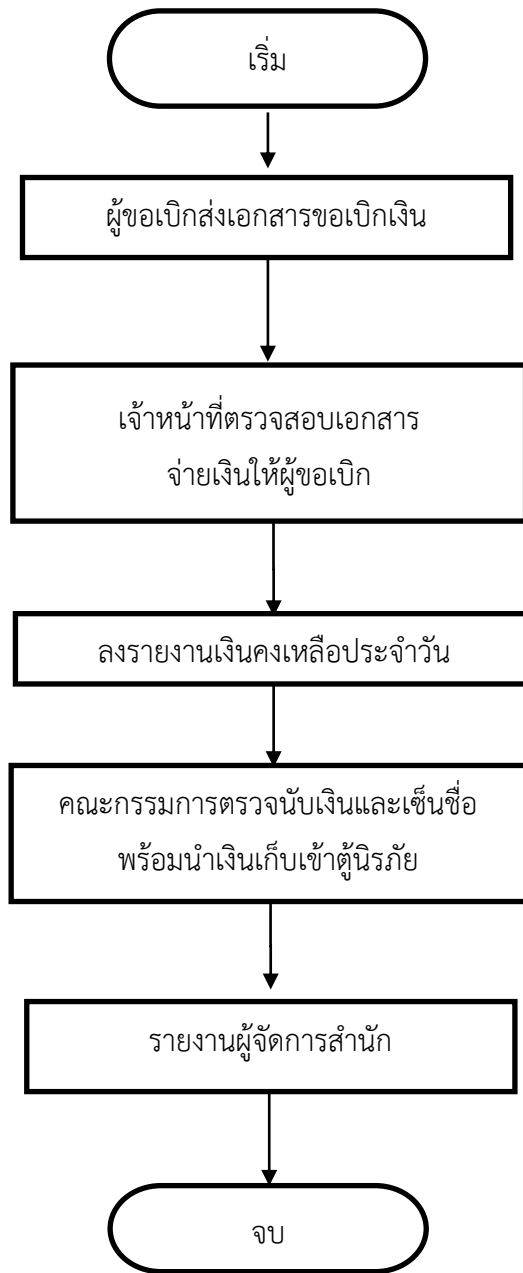 เริ่ม
ผู้ขอเบิกส่งเอกสารขอเบิกเงิน
เจ้าหน้าที่ตรวจสอบเอกสาร
จ่ายเงินให้ผู้ขอเบิก
ลงรายงานเงินคงเหลือประจำวัน
คณะกรรมการตรวจนับเงินและเซ็นชื่อ
พร้อมนำเงินเก็บเข้าตู้นิรภัย
รายงานผู้จัดการสำนัก
จบ